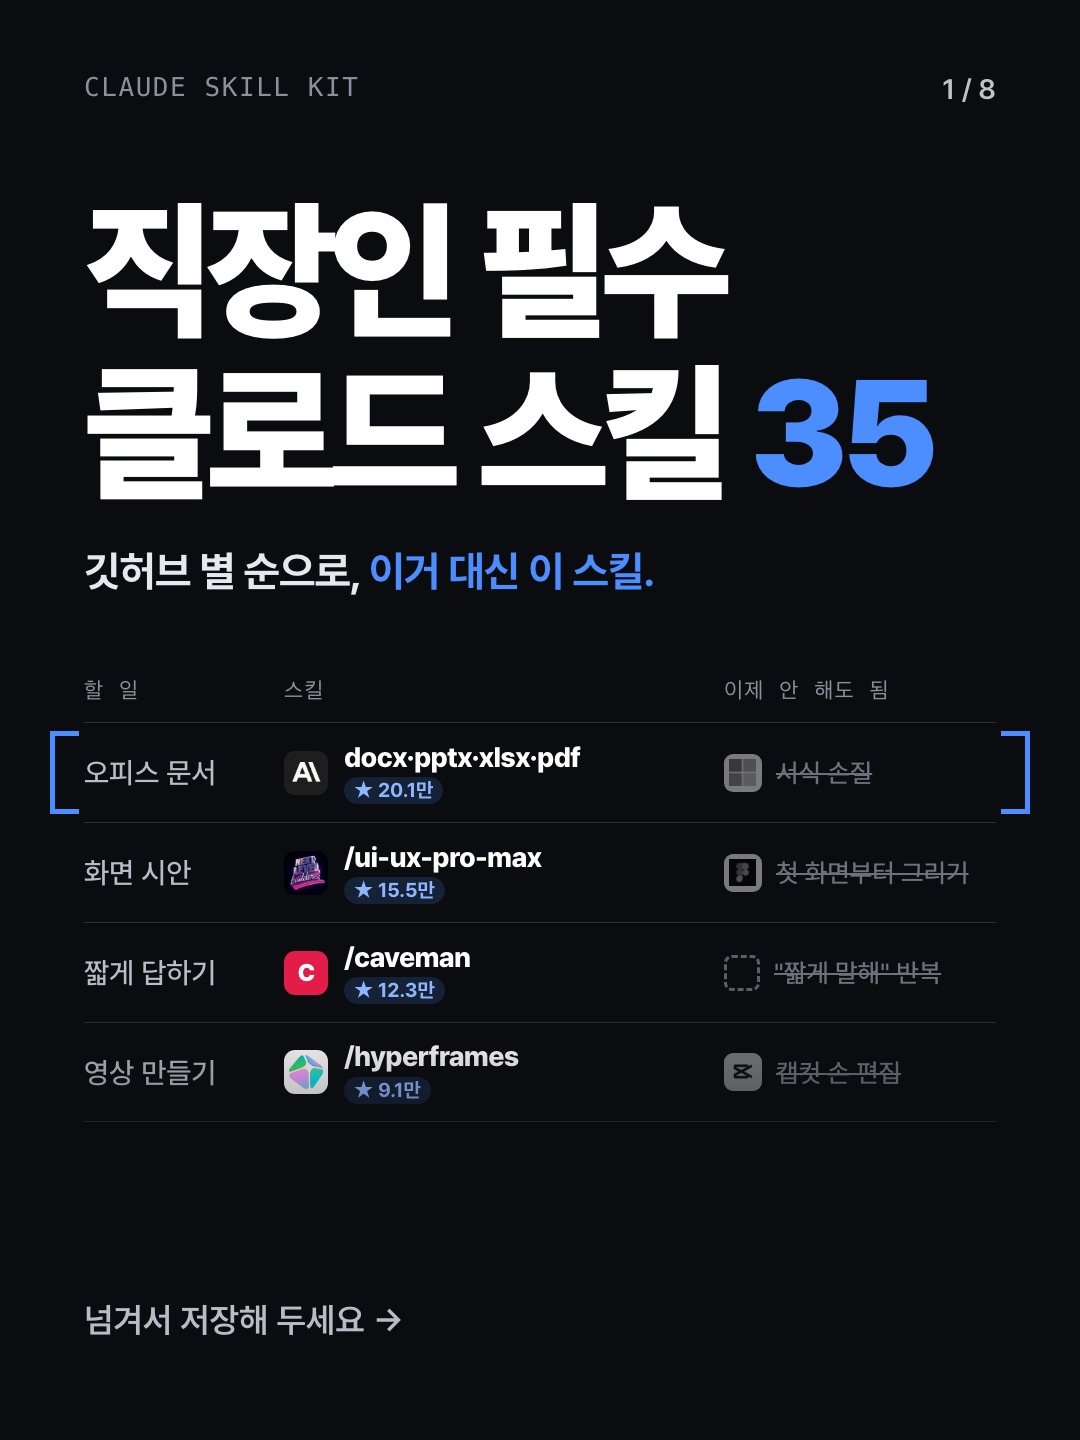 CLAUDE SKILL KIT
1 / 8
직장인 필수
클로드 스킬 35
깃허브 별 순으로, 이거 대신 이 스킬.
할 일 스킬 이제 안 해도 됨
오피스 문서 docx·pptx·xlsx·pdf 서식 손질
★ 20.1만
화면 시안 /ui-ux-pro-max 첫 화면부터 그리기
★ 15.5만
짧게 답하기 C /caveman "짧게 말해" 반복
★ 12.3만
영상 만들기 /hyperframes 캡컷 손 편집
★ 9.1만
넘겨서 저장해 두세요 →